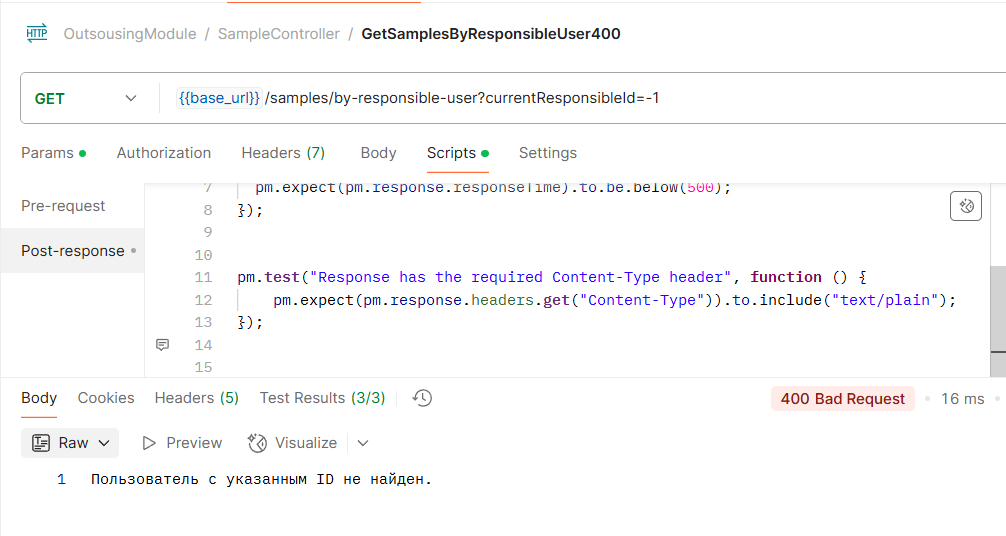 HTTP OutsousingModule / SampleController / GetSamplesByResponsibleUser400
GET {{base_url}} /samples/by-responsible-user?currentResponsibleId=-1
Params Authorization Headers (7) Body Scripts Settings
Pre-request
Post-response
7 pm.expect(pm.response.responseTime).to.be.below(500);
8 });
9
10
11 pm.test("Response has the required Content-Type header", function () {
12 pm.expect(pm.response.headers.get("Content-Type")).to.include("text/plain");
13 });
14
15
Body Cookies Headers (5) Test Results (3/3) 400 Bad Request 16 ms
Raw Preview Visualize
1 Пользователь с указанным ID не найден.